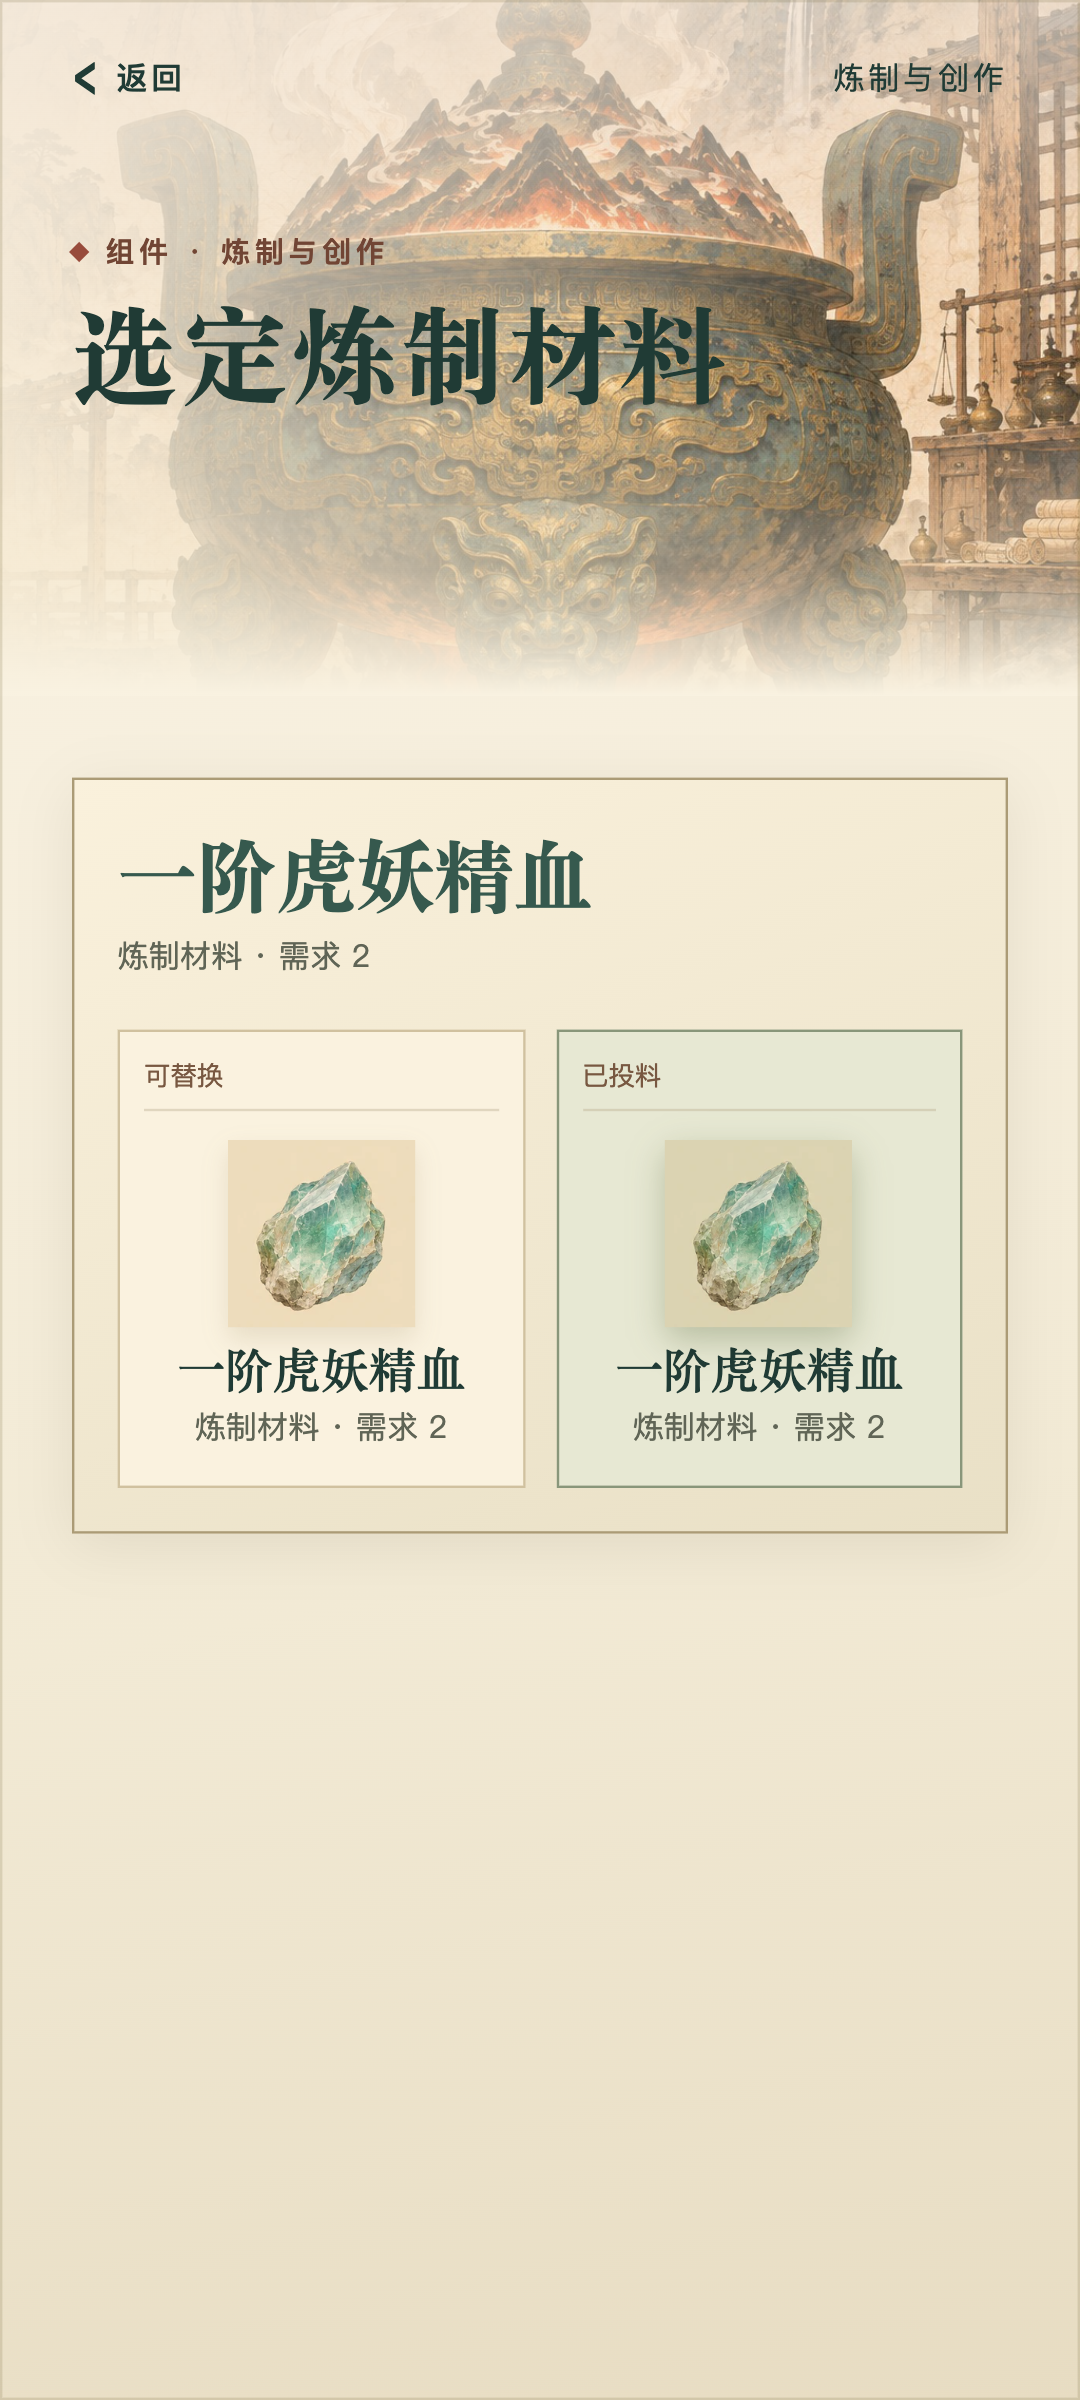 返回
炼制与创作
组件 · 炼制与创作
选定炼制材料
一阶虎妖精血
炼制材料 · 需求 2
可替换
一阶虎妖精血
炼制材料 · 需求 2
已投料
一阶虎妖精血
炼制材料 · 需求 2